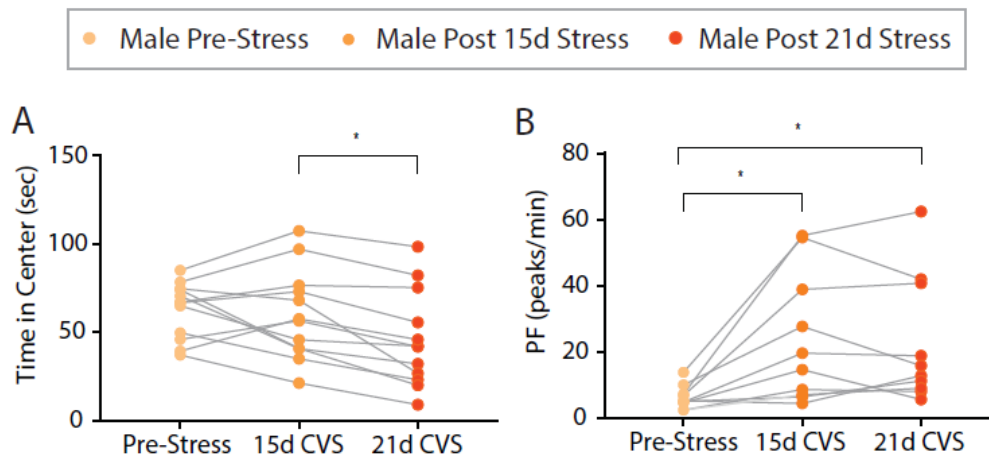 Male Pre-Stress Male Post 15d Stress Male Post 21d Stress
A
Time in Center (sec)
150
100
50
0
*
Pre-Stress 15d CVS 21d CVS
B
PF (peaks/min)
80
60
40
20
0
*
*
Pre-Stress 15d CVS 21d CVS